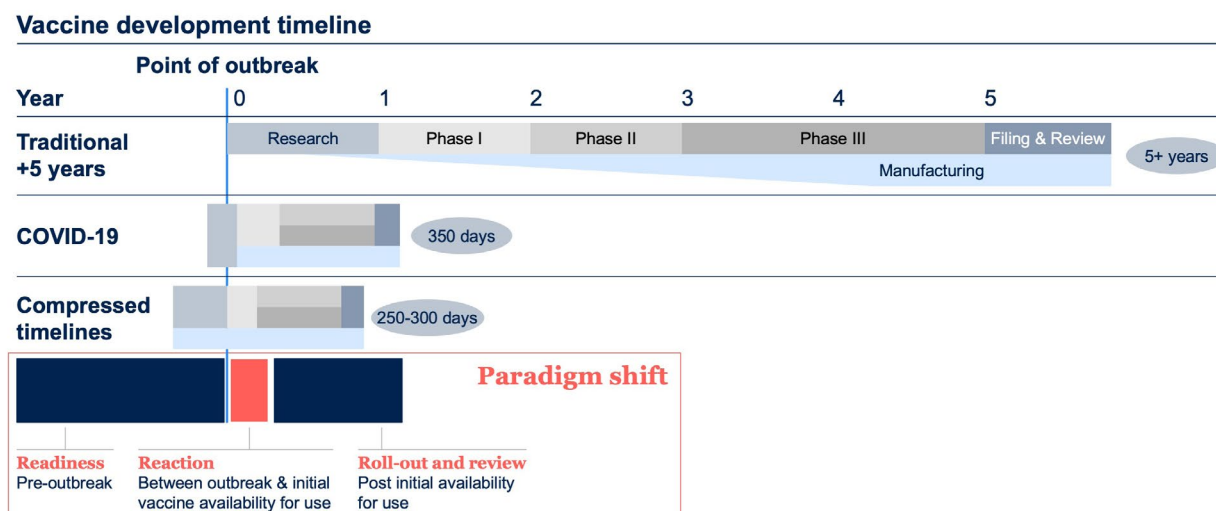 Vaccine development timeline
Point of outbreak
Year 0 1 2 3 4 5
Traditional
+5 years
Research Phase I Phase II Phase III Filing & Review
Manufacturing
5+ years
COVID-19
350 days
Compressed
timelines
250-300 days
Paradigm shift
Readiness
Pre-outbreak
Reaction
Between outbreak & initial
vaccine availability for use
Roll-out and review
Post initial availability
for use